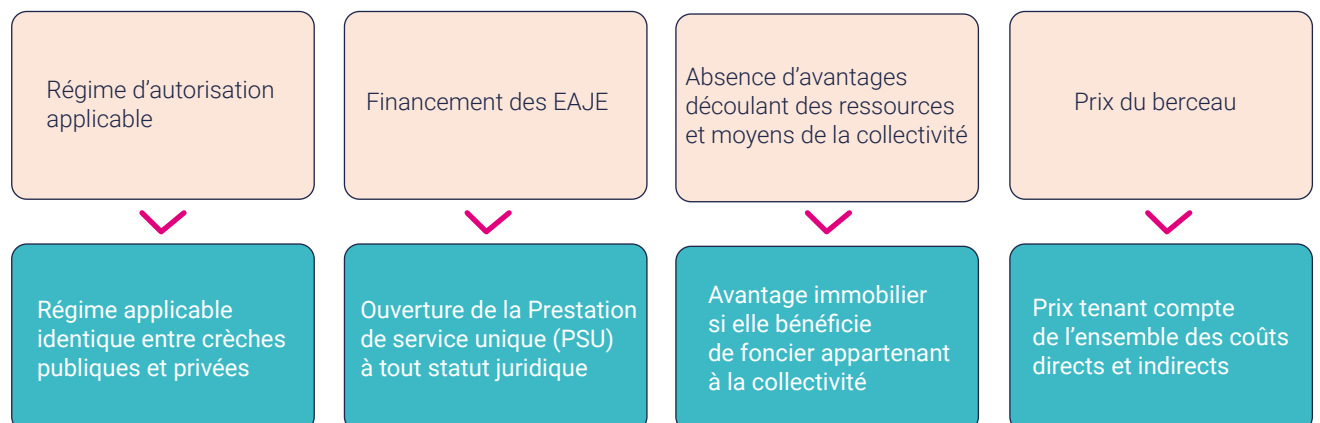 Régime d’autorisation
applicable
Financement des EAJE
Absence d’avantages
découlant des ressources
et moyens de la collectivité
Prix du berceau
Régime applicable
identique entre crèches
publiques et privées
Ouverture de la Prestation
de service unique (PSU)
à tout statut juridique
Avantage immobilier
si elle bénéficie
de foncier appartenant
à la collectivité
Prix tenant compte
de l’ensemble des coûts
directs et indirects